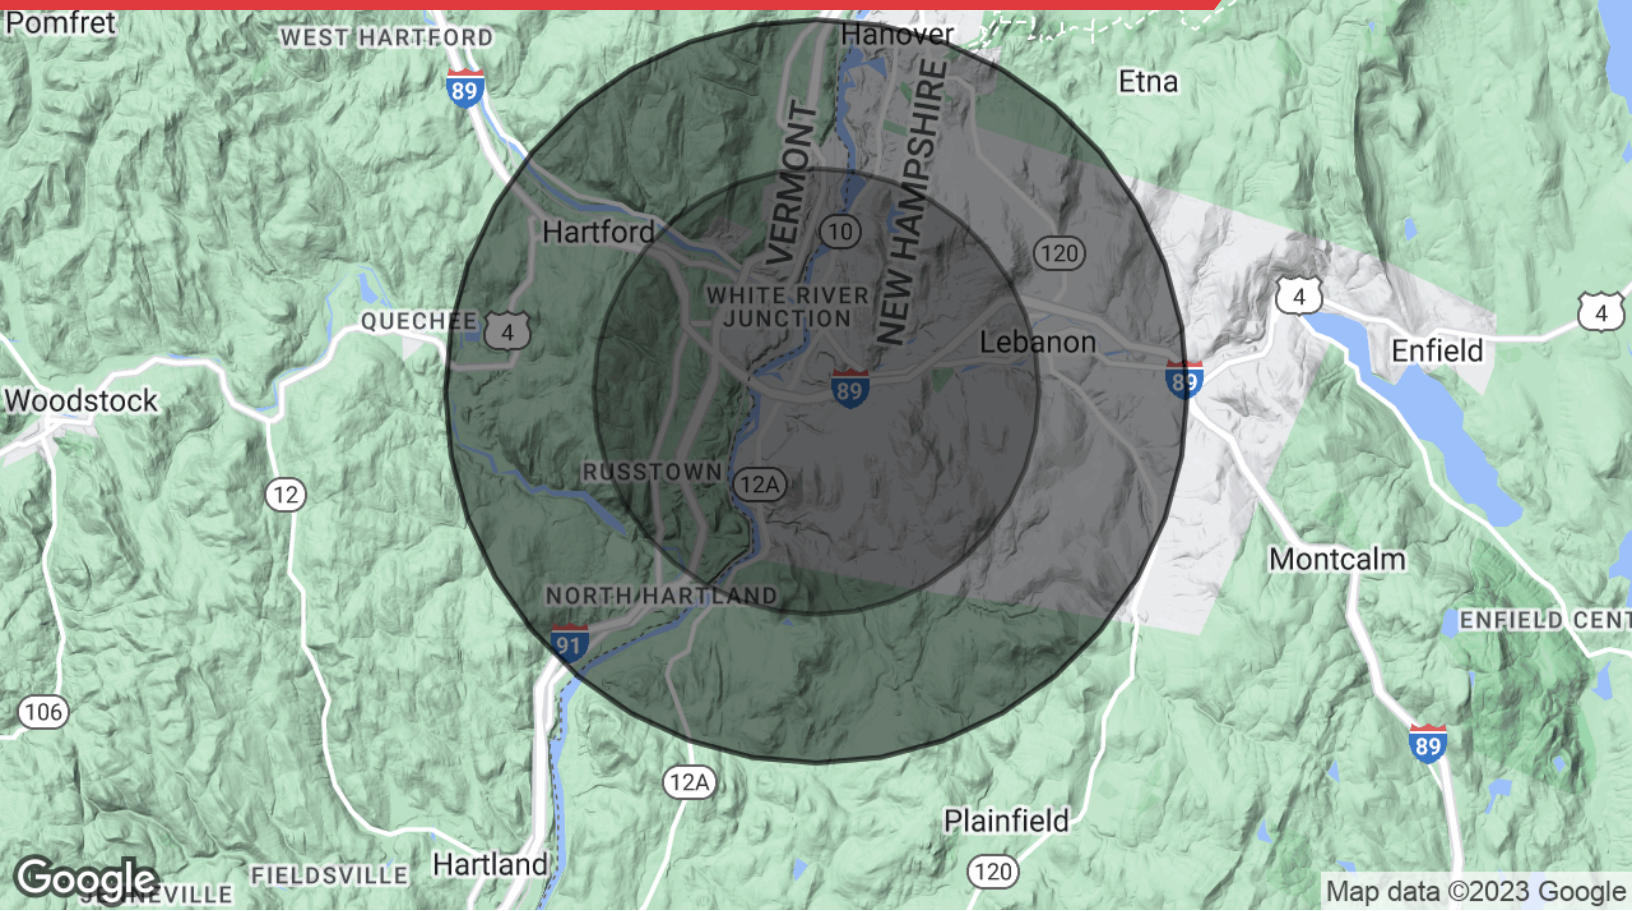 Pomfret
WEST HARTFORD
Hanover
89
Etna
VERMONT
NEW HAMPSHIRE
Hartford
10
120
WHITE RIVER
JUNCTION
QUECHEE
4
4
4
Lebanon
Enfield
89
89
Woodstock
RUSSTOWN
12A
12
Montcalm
NORTH HARTLAND
ENFIELD CENT
91
106
89
12A
Plainfield
Hartland
FIELDSVILLE
120
Google
Map data ©2023 Google